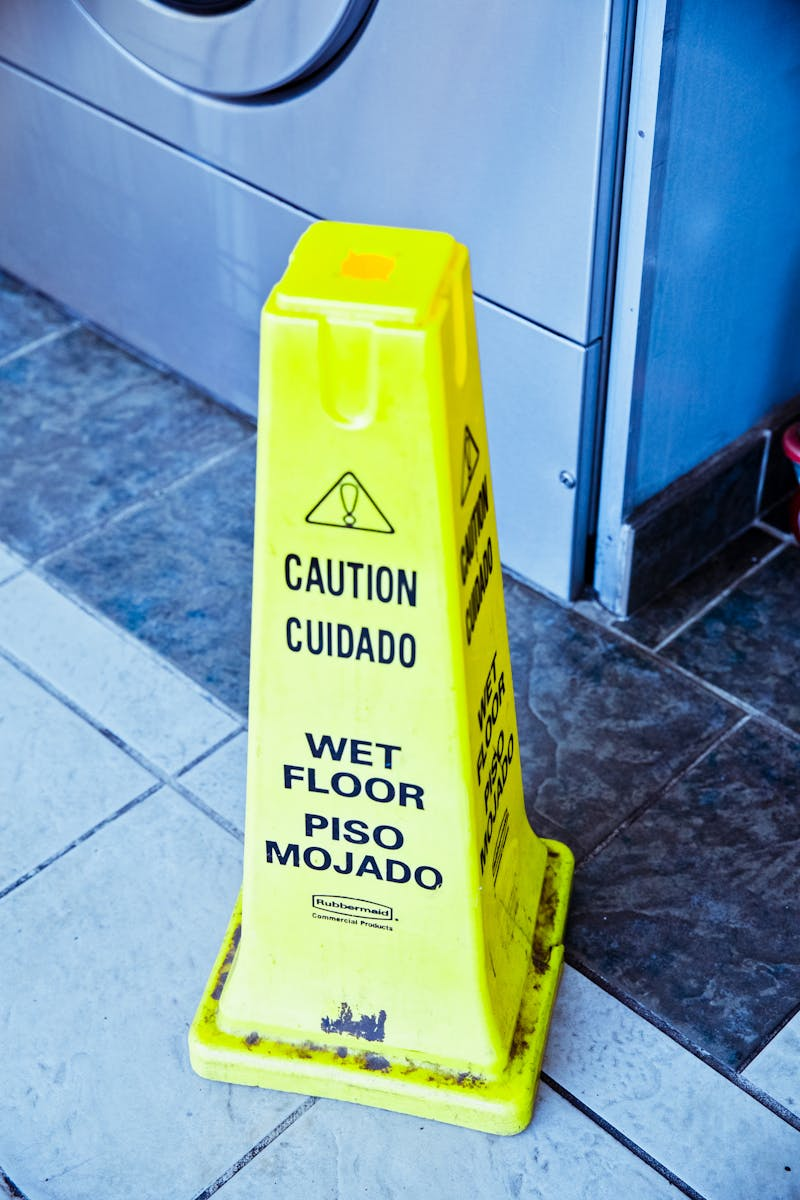 CAUTION
CUIDADO
WET
FLOOR
PISO
MOJADO
Rubbermaid
Commercial Products
CAUTION
CUIDADO
WET
FLOOR
PISO
MOJADO